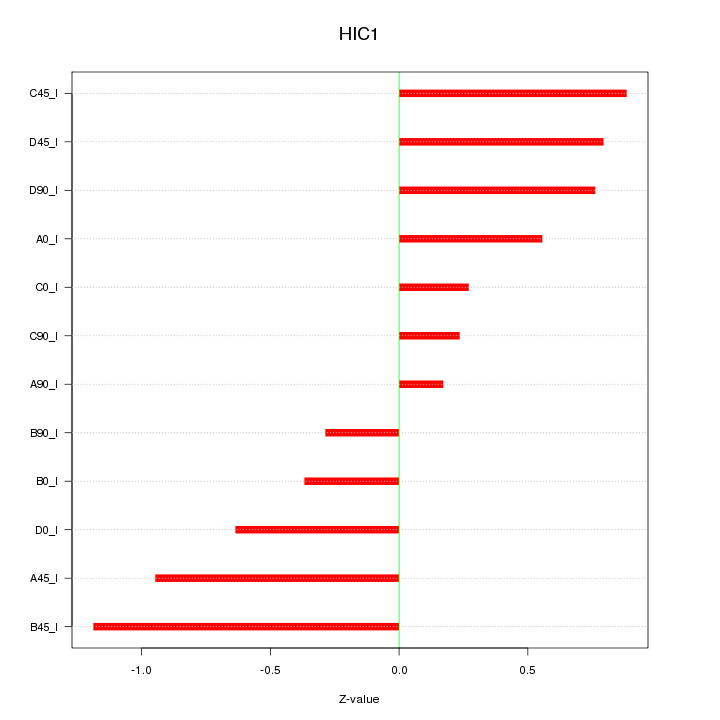 HIC1
C45_I
D45_I
D90_I
A0_I
C0_I
C90_I
A90_I
B90_I
B0_I
D0_I
A45_I
B45_I
-1.0 -0.5 0.0 0.5
Z-value